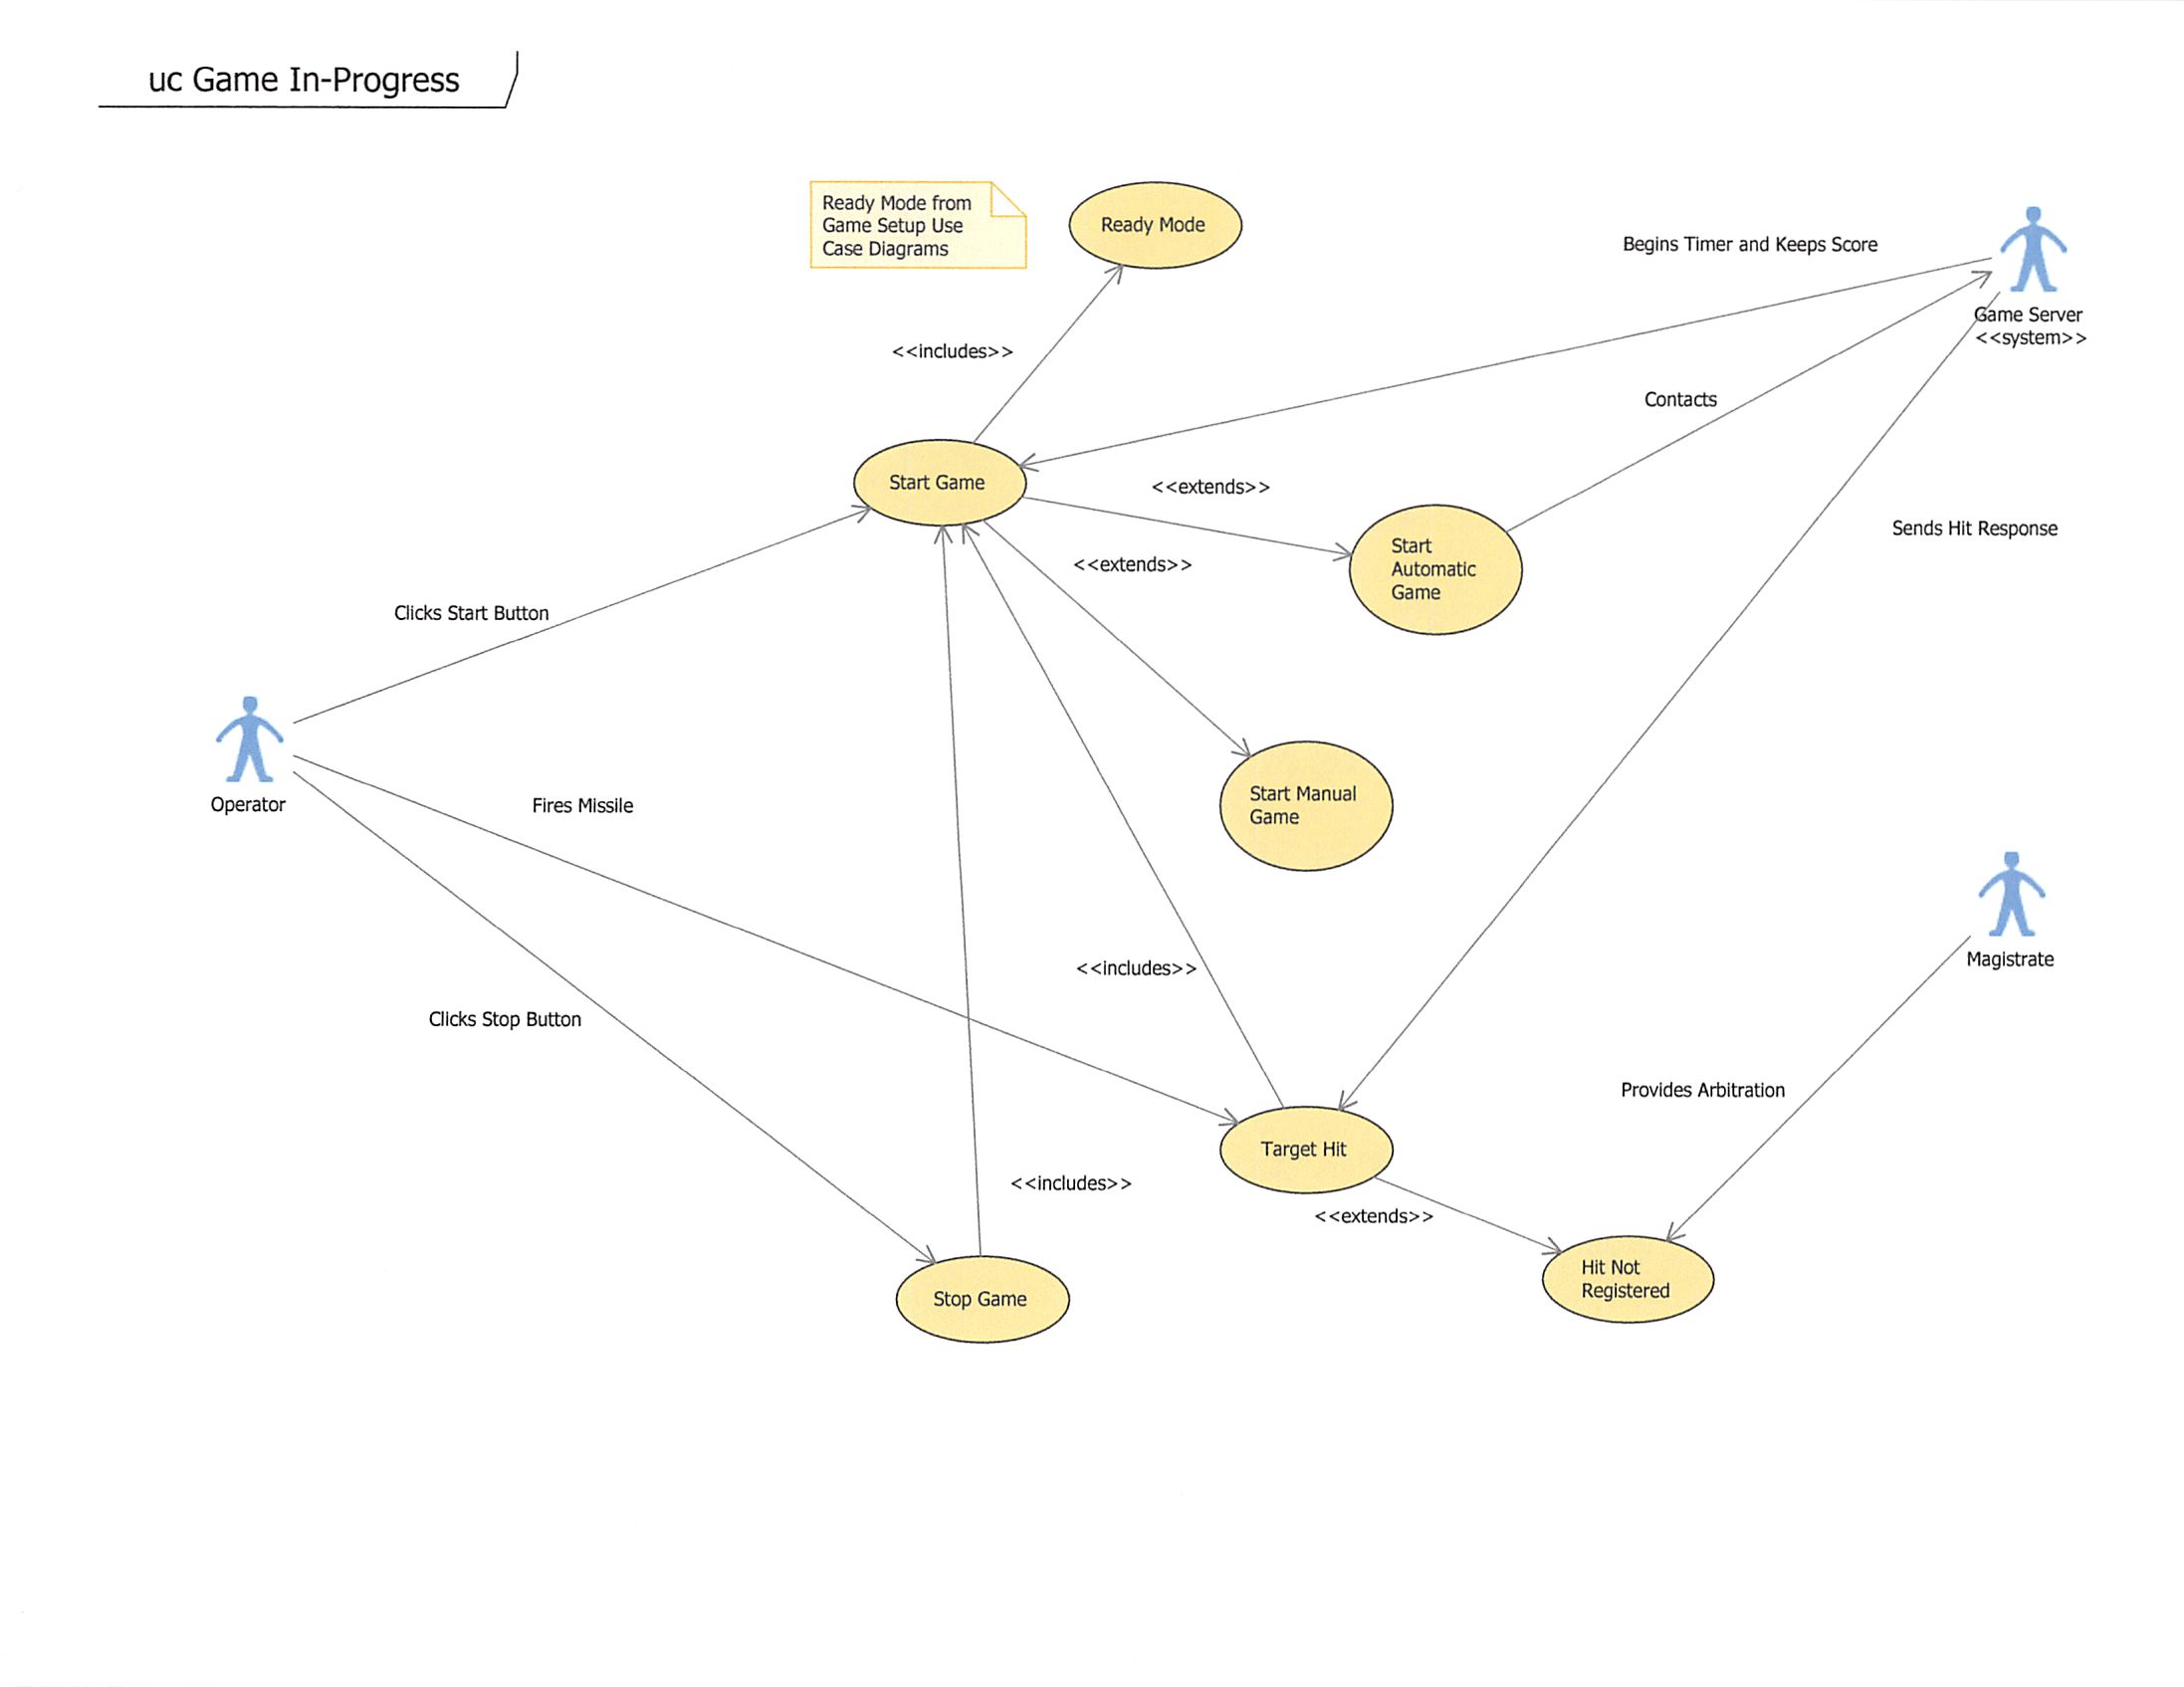 uc Game In-Progress
Ready Mode from
Game Setup Use
Case Diagrams
Ready Mode
Begins Timer and Keeps Score
Game Server
<<system>>
<<includes>>
Contacts
Start Game
<<extends>>
Sends Hit Response
Start
Automatic
Game
<<extends>>
Clicks Start Button
Operator
Fires Missile
Start Manual
Game
Magistrate
<<includes>>
Clicks Stop Button
Provides Arbitration
Target Hit
<<includes>>
<<extends>>
Hit Not
Registered
Stop Game